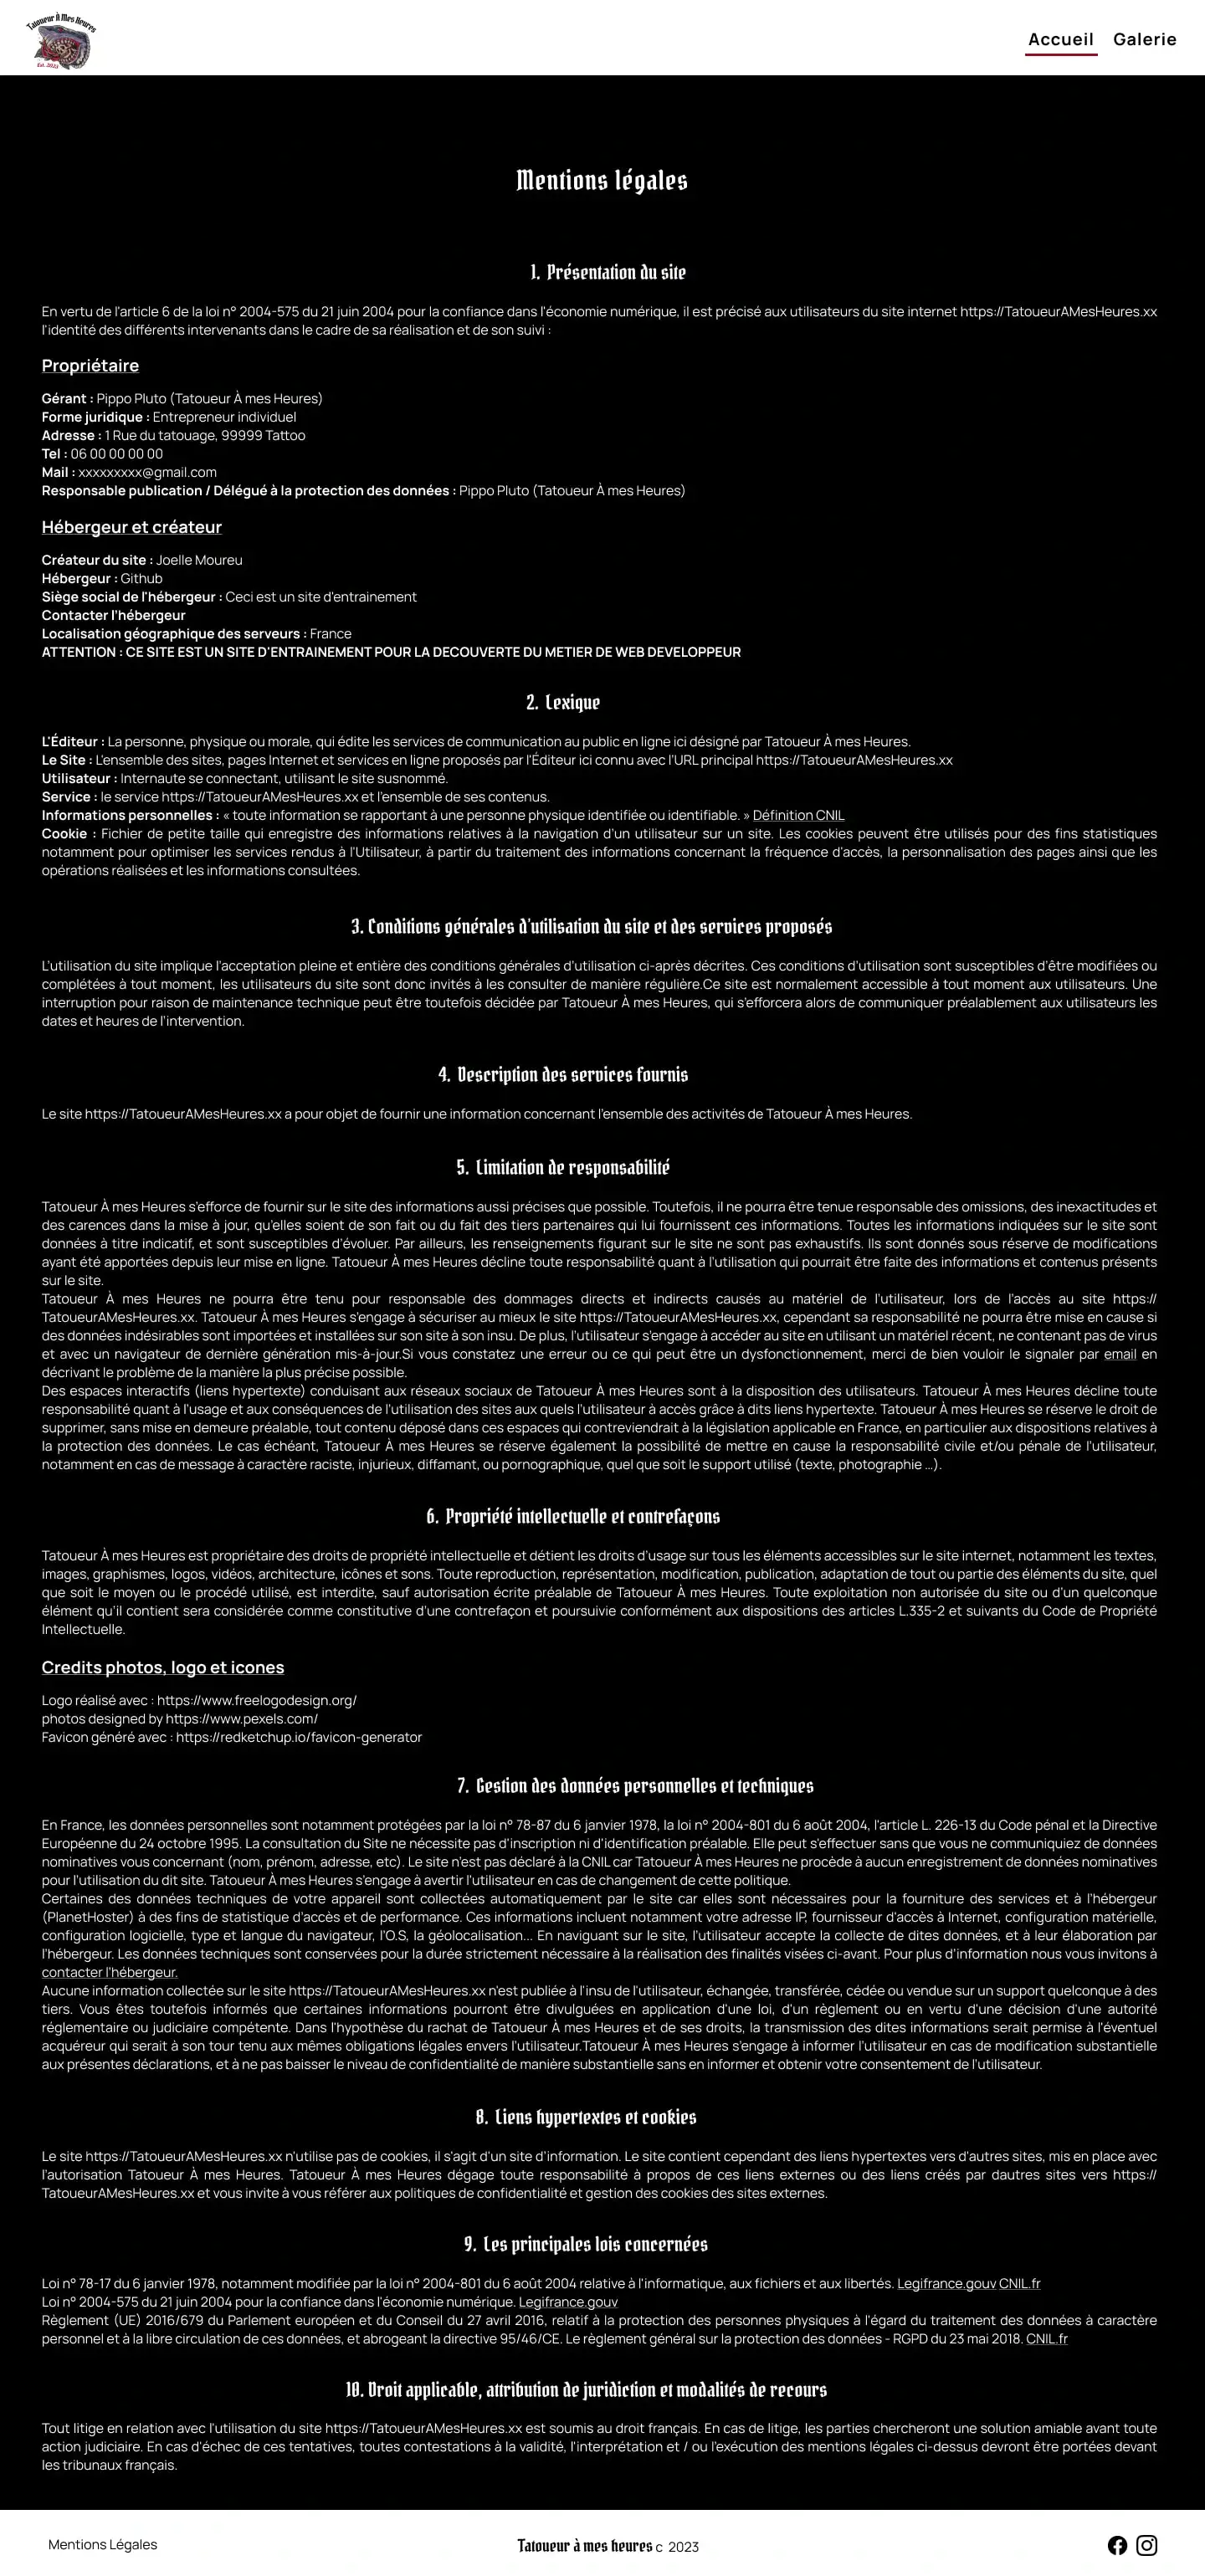 Tatoueur À Mes Heures
Est. 2023
Accueil Galerie
Mentions légales
1. Présentation du site
En vertu de l'article 6 de la loi n° 2004-575 du 21 juin 2004 pour la confiance dans l'économie numérique, il est précisé aux utilisateurs du site internet https://TatoueurAMesHeures.xx
l'identité des différents intervenants dans le cadre de sa réalisation et de son suivi :
Propriétaire
Gérant : Pippo Pluto (Tatoueur À mes Heures)
Forme juridique : Entrepreneur individuel
Adresse : 1 Rue du tatouage, 99999 Tattoo
Tel : 06 00 00 00 00
Mail : xxxxxxxxx@gmail.com
Responsable publication / Délégué à la protection des données : Pippo Pluto (Tatoueur À mes Heures)
Hébergeur et créateur
Créateur du site : Joelle Moureu
Hébergeur : Github
Siège social de l'hébergeur : Ceci est un site d'entrainement
Contacter l'hébergeur
Localisation géographique des serveurs : France
ATTENTION : CE SITE EST UN SITE D'ENTRAINEMENT POUR LA DECOUVERTE DU METIER DE WEB DEVELOPPEUR
2. Lexique
L'Éditeur : La personne, physique ou morale, qui édite les services de communication au public en ligne ici désigné par Tatoueur À mes Heures.
Le Site : L'ensemble des sites, pages Internet et services en ligne proposés par l'Éditeur ici connu avec l'URL principal https://TatoueurAMesHeures.xx
Utilisateur : Internaute se connectant, utilisant le site susnommé.
Service : le service https://TatoueurAMesHeures.xx et l'ensemble de ses contenus.
Informations personnelles : « toute information se rapportant à une personne physique identifiée ou identifiable. » Définition CNIL
Cookie : Fichier de petite taille qui enregistre des informations relatives à la navigation d'un utilisateur sur un site. Les cookies peuvent être utilisés pour des fins statistiques
notamment pour optimiser les services rendus à l'Utilisateur, à partir du traitement des informations concernant la fréquence d'accès, la personnalisation des pages ainsi que les
opérations réalisées et les informations consultées.
3. Conditions générales d'utilisation du site et des services proposés
L'utilisation du site implique l'acceptation pleine et entière des conditions générales d'utilisation ci-après décrites. Ces conditions d'utilisation sont susceptibles d'être modifiées ou
complétées à tout moment, les utilisateurs du site sont donc invités à les consulter de manière régulière.Ce site est normalement accessible à tout moment aux utilisateurs. Une
interruption pour raison de maintenance technique peut être toutefois décidée par Tatoueur À mes Heures, qui s'efforcera alors de communiquer préalablement aux utilisateurs les
dates et heures de l'intervention.
4. Description des services fournis
Le site https://TatoueurAMesHeures.xx a pour objet de fournir une information concernant l'ensemble des activités de Tatoueur À mes Heures.
5. Limitation de responsabilité
Tatoueur À mes Heures s'efforce de fournir sur le site des informations aussi précises que possible. Toutefois, il ne pourra être tenue responsable des omissions, des inexactitudes et
des carences dans la mise à jour, qu'elles soient de son fait ou du fait des tiers partenaires qui lui fournissent ces informations. Toutes les informations indiquées sur le site sont
données à titre indicatif, et sont susceptibles d'évoluer. Par ailleurs, les renseignements figurant sur le site ne sont pas exhaustifs. Ils sont donnés sous réserve de modifications
ayant été apportées depuis leur mise en ligne. Tatoueur À mes Heures décline toute responsabilité quant à l'utilisation qui pourrait être faite des informations et contenus présents
sur le site.
Tatoueur À mes Heures ne pourra être tenu pour responsable des dommages directs et indirects causés au matériel de l'utilisateur, lors de l'accès au site https://
TatoueurAMesHeures.xx. Tatoueur À mes Heures s'engage à sécuriser au mieux le site https://TatoueurAMesHeures.xx, cependant sa responsabilité ne pourra être mise en cause si
des données indésirables sont importées et installées sur son site à son insu. De plus, l'utilisateur s'engage à accéder au site en utilisant un matériel récent, ne contenant pas de virus
et avec un navigateur de dernière génération mis-à-jour.Si vous constatez une erreur ou ce qui peut être un dysfonctionnement, merci de bien vouloir le signaler par email en
décrivant le problème de la manière la plus précise possible.
Des espaces interactifs (liens hypertexte) conduisant aux réseaux sociaux de Tatoueur À mes Heures sont à la disposition des utilisateurs. Tatoueur À mes Heures décline toute
responsabilité quant à l'usage et aux conséquences de l'utilisation des sites aux quels l'utilisateur à accès grâce à dits liens hypertexte. Tatoueur À mes Heures se réserve le droit de
supprimer, sans mise en demeure préalable, tout contenu déposé dans ces espaces qui contreviendrait à la législation applicable en France, en particulier aux dispositions relatives à
la protection des données. Le cas échéant, Tatoueur À mes Heures se réserve également la possibilité de mettre en cause la responsabilité civile et/ou pénale de l'utilisateur,
notamment en cas de message à caractère raciste, injurieux, diffamant, ou pornographique, quel que soit le support utilisé (texte, photographie …).
6. Propriété intellectuelle et contrefaçons
Tatoueur À mes Heures est propriétaire des droits de propriété intellectuelle et détient les droits d'usage sur tous les éléments accessibles sur le site internet, notamment les textes,
images, graphismes, logos, vidéos, architecture, icônes et sons. Toute reproduction, représentation, modification, publication, adaptation de tout ou partie des éléments du site, quel
que soit le moyen ou le procédé utilisé, est interdite, sauf autorisation écrite préalable de Tatoueur À mes Heures. Toute exploitation non autorisée du site ou d'un quelconque
élément qu'il contient sera considérée comme constitutive d'une contrefaçon et poursuivie conformément aux dispositions des articles L.335-2 et suivants du Code de Propriété
Intellectuelle.
Credits photos, logo et icones
Logo réalisé avec : https://www.freelogodesign.org/
photos designed by https://www.pexels.com/
Favicon généré avec : https://redketchup.io/favicon-generator
7. Gestion des données personnelles et techniques
En France, les données personnelles sont notamment protégées par la loi n° 78-87 du 6 janvier 1978, la loi n° 2004-801 du 6 août 2004, l'article L. 226-13 du Code pénal et la Directive
Européenne du 24 octobre 1995. La consultation du Site ne nécessite pas d'inscription ni d'identification préalable. Elle peut s'effectuer sans que vous ne communiquiez de données
nominatives vous concernant (nom, prénom, adresse, etc). Le site n'est pas déclaré à la CNIL car Tatoueur À mes Heures ne procède à aucun enregistrement de données nominatives
pour l'utilisation du dit site. Tatoueur À mes Heures s'engage à avertir l'utilisateur en cas de changement de cette politique.
Certaines des données techniques de votre appareil sont collectées automatiquement par le site car elles sont nécessaires pour la fourniture des services et à l'hébergeur
(PlanetHoster) à des fins de statistique d'accès et de performance. Ces informations incluent notamment votre adresse IP, fournisseur d'accès à Internet, configuration matérielle,
configuration logicielle, type et langue du navigateur, l'O.S, la géolocalisation... En naviguant sur le site, l'utilisateur accepte la collecte de dites données, et à leur élaboration par
l'hébergeur. Les données techniques sont conservées pour la durée strictement nécessaire à la réalisation des finalités visées ci-avant. Pour plus d'information nous vous invitons à
contacter l'hébergeur.
Aucune information collectée sur le site https://TatoueurAMesHeures.xx n'est publiée à l'insu de l'utilisateur, échangée, transférée, cédée ou vendue sur un support quelconque à des
tiers. Vous êtes toutefois informés que certaines informations pourront être divulguées en application d'une loi, d'un règlement ou en vertu d'une décision d'une autorité
réglementaire ou judiciaire compétente. Dans l'hypothèse du rachat de Tatoueur À mes Heures et de ses droits, la transmission des dites informations serait permise à l'éventuel
acquéreur qui serait à son tour tenu aux mêmes obligations légales envers l'utilisateur.Tatoueur À mes Heures s'engage à informer l'utilisateur en cas de modification substantielle
aux présentes déclarations, et à ne pas baisser le niveau de confidentialité de manière substantielle sans en informer et obtenir votre consentement de l'utilisateur.
8. Liens hypertextes et cookies
Le site https://TatoueurAMesHeures.xx n'utilise pas de cookies, il s'agit d'un site d'information. Le site contient cependant des liens hypertextes vers d'autres sites, mis en place avec
l'autorisation Tatoueur À mes Heures. Tatoueur À mes Heures dégage toute responsabilité à propos de ces liens externes ou des liens créés par dautres sites vers https://
TatoueurAMesHeures.xx et vous invite à vous référer aux politiques de confidentialité et gestion des cookies des sites externes.
9. Les principales lois concernées
Loi n° 78-17 du 6 janvier 1978, notamment modifiée par la loi n° 2004-801 du 6 août 2004 relative à l'informatique, aux fichiers et aux libertés. Legifrance.gouv CNIL.fr
Loi n° 2004-575 du 21 juin 2004 pour la confiance dans l'économie numérique. Legifrance.gouv
Règlement (UE) 2016/679 du Parlement européen et du Conseil du 27 avril 2016, relatif à la protection des personnes physiques à l'égard du traitement des données à caractère
personnel et à la libre circulation de ces données, et abrogeant la directive 95/46/CE. Le règlement général sur la protection des données - RGPD du 23 mai 2018. CNIL.fr
10. Droit applicable, attribution de juridiction et modalités de recours
Tout litige en relation avec l'utilisation du site https://TatoueurAMesHeures.xx est soumis au droit français. En cas de litige, les parties chercheront une solution amiable avant toute
action judiciaire. En cas d'échec de ces tentatives, toutes contestations à la validité, l'interprétation et / ou l'exécution des mentions légales ci-dessus devront être portées devant
les tribunaux français.
Mentions Légales
Tatoueur à mes heures c 2023